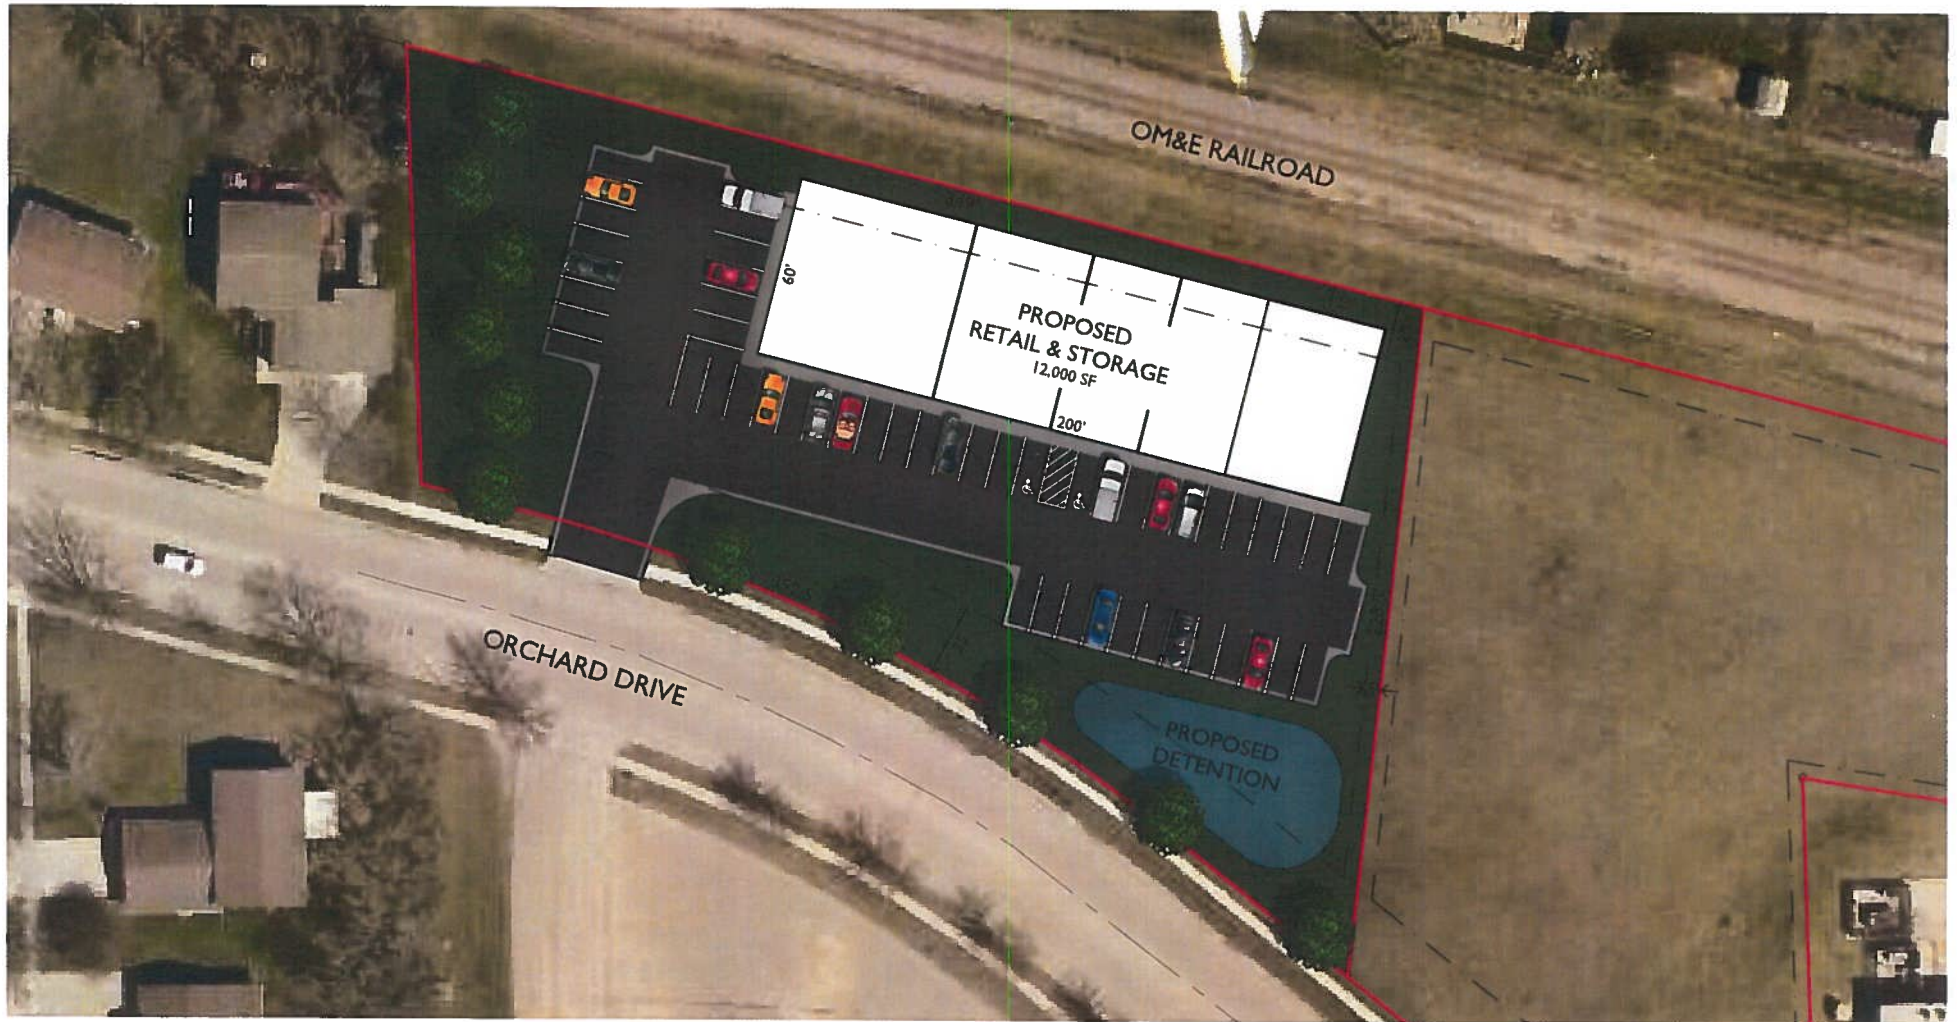 OM&E RAILROAD
60'
PROPOSED
RETAIL & STORAGE
12,000 SF
200'
ORCHARD DRIVE
PROPOSED
DETENTION